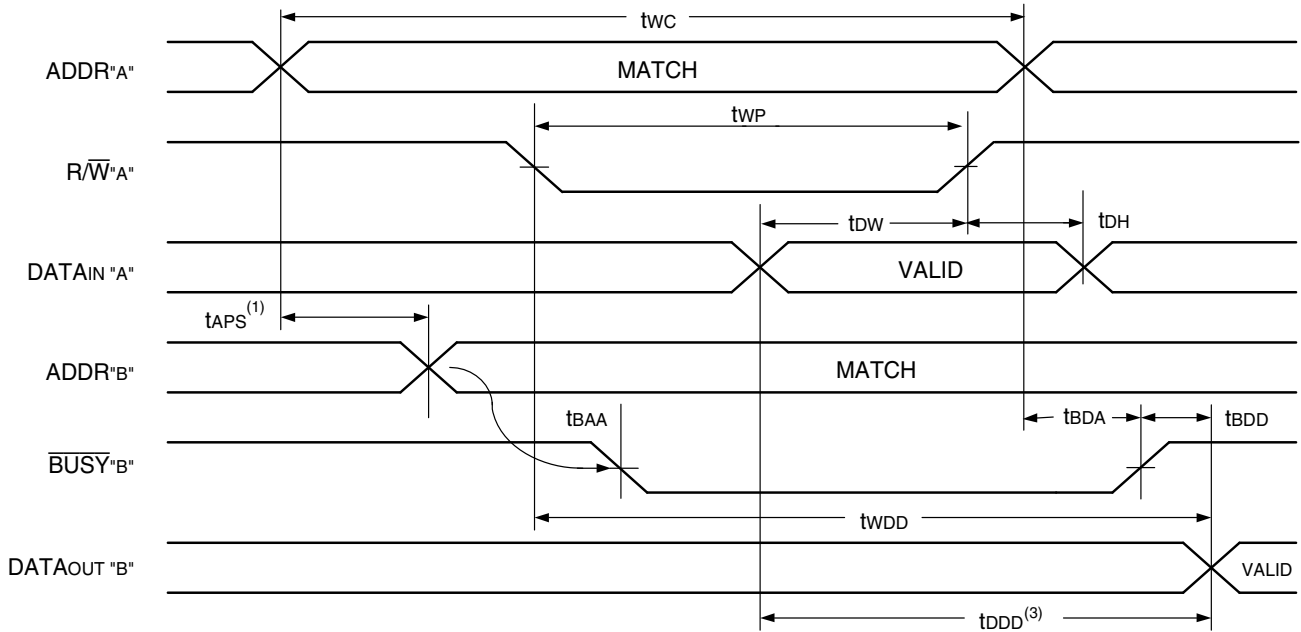 tWC
ADDR"A" MATCH
tWP
R/W̅"A"
tDW tDH
DATAIN "A" VALID
tAPS(1)
ADDR"B" MATCH
tBAA tBDA tBDD
B̅U̅S̅Y̅"B"
tWDD
DATAOUT "B" VALID
tDDD(3)